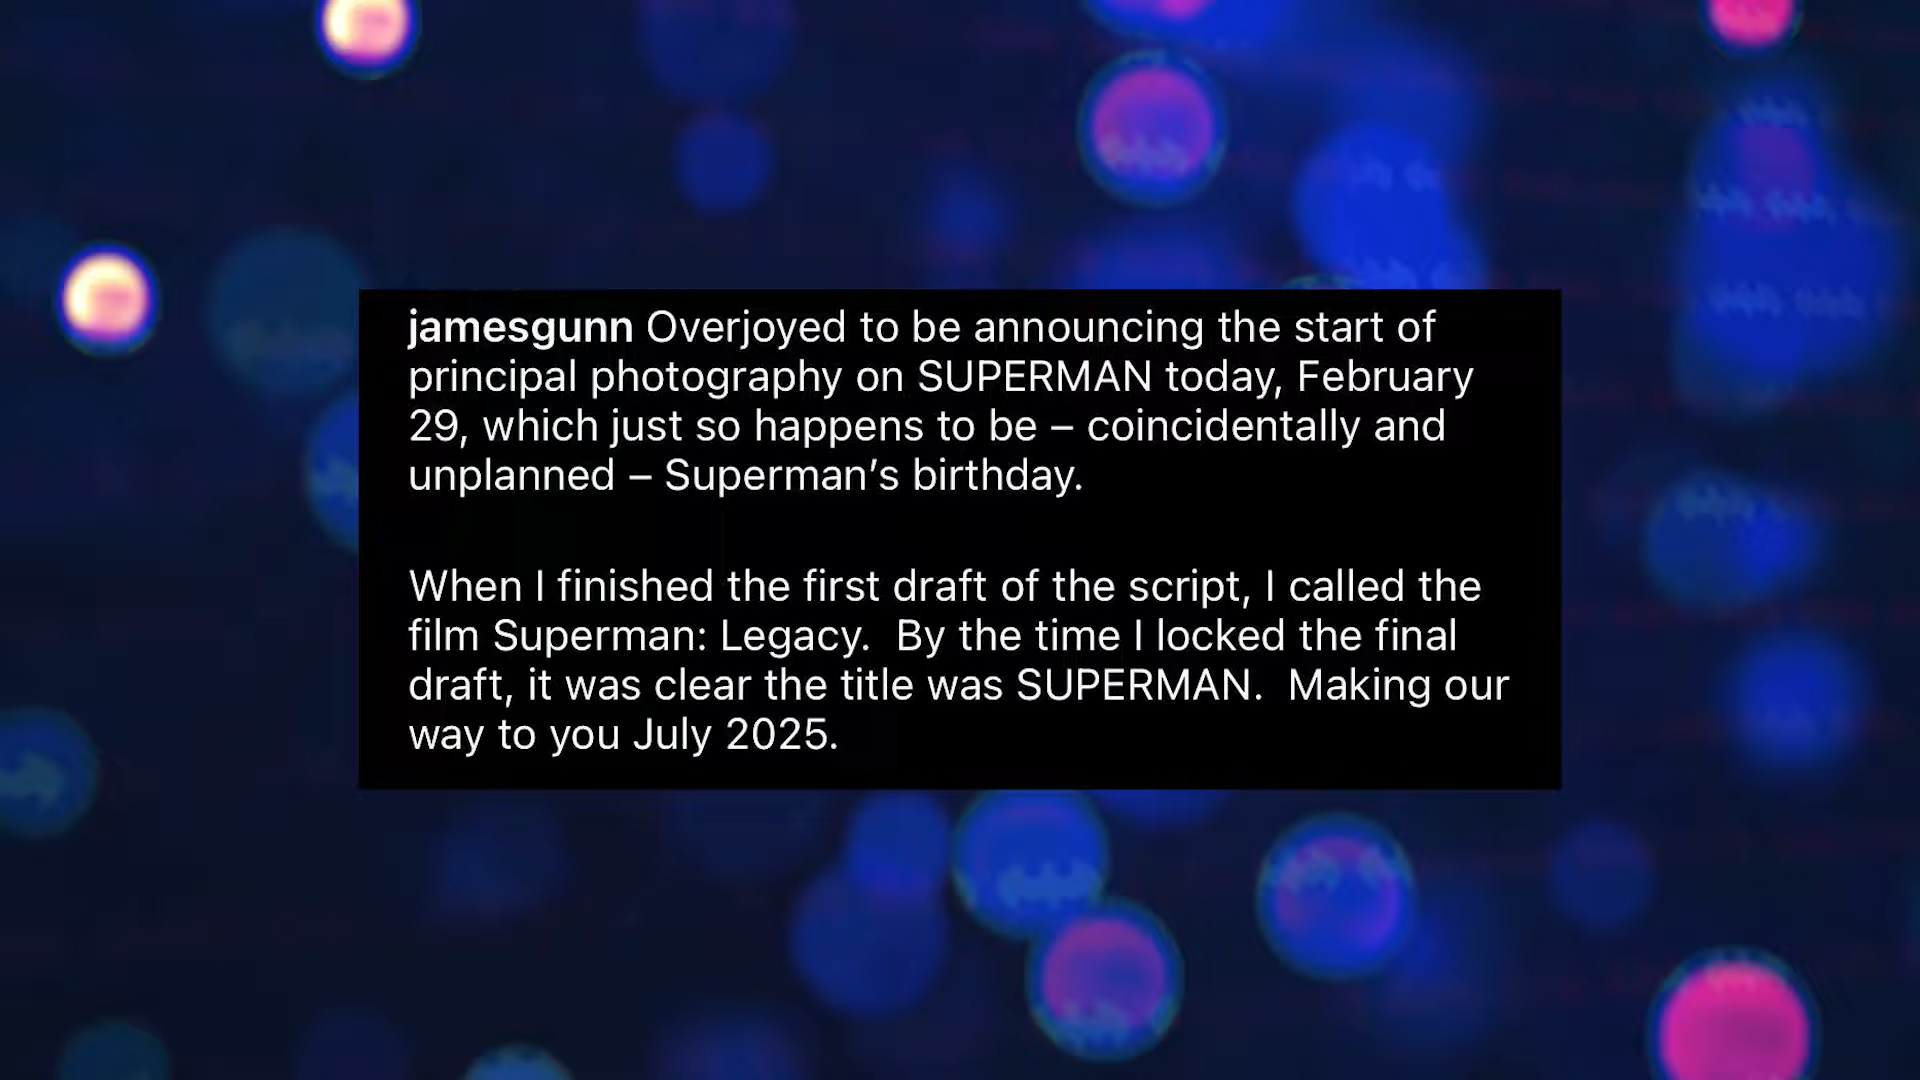 jamesgunn Overjoyed to be announcing the start of
principal photography on SUPERMAN today, February
29, which just so happens to be – coincidentally and
unplanned – Superman’s birthday.
When I finished the first draft of the script, I called the
film Superman: Legacy.  By the time I locked the final
draft, it was clear the title was SUPERMAN.  Making our
way to you July 2025.